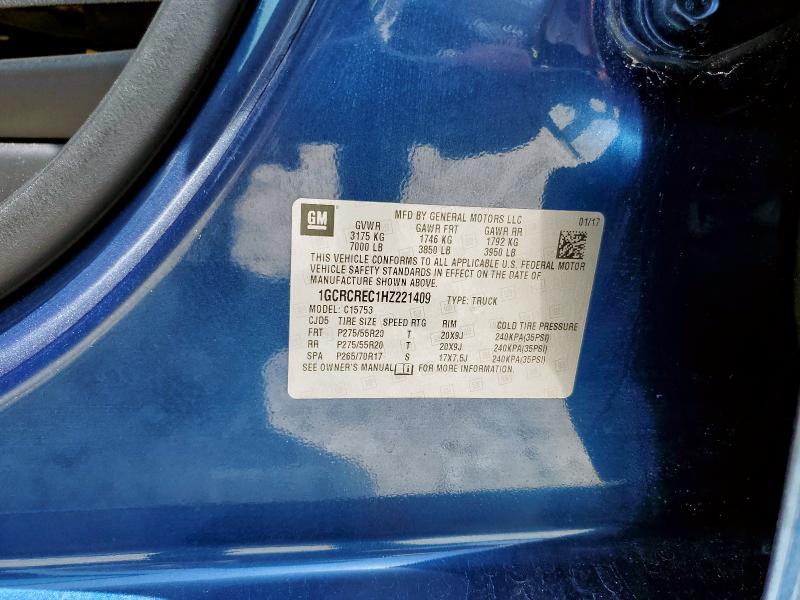 GM
MFD BY GENERAL MOTORS LLC 01/17
GVWR GAWR FRT GAWR RR
3175 KG 1746 KG 1792 KG
7000 LB 3850 LB 3950 LB
THIS VEHICLE CONFORMS TO ALL APPLICABLE U.S. FEDERAL MOTOR
VEHICLE SAFETY STANDARDS IN EFFECT ON THE DATE OF
MANUFACTURE SHOWN ABOVE.
1GCRCREC1HZ221409 TYPE: TRUCK
MODEL: C15753
CJD5 TIRE SIZE SPEED RTG RIM COLD TIRE PRESSURE
FRT P275/55R20 T 20X9J 240KPA(35PSI)
RR P275/55R20 T 20X9J 240KPA(35PSI)
SPA P265/70R17 S 17X7.5J 240KPA(35PSI)
SEE OWNER'S MANUAL FOR MORE INFORMATION.